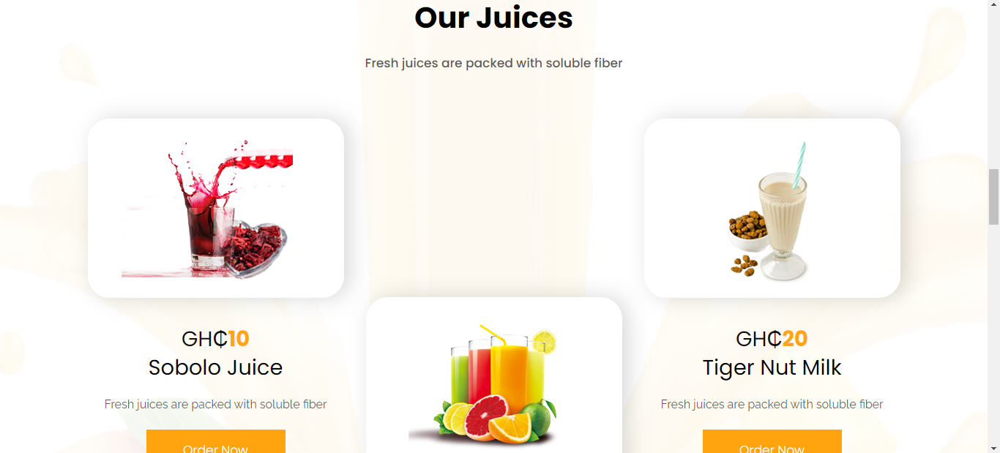 Our Juices
Fresh juices are packed with soluble fiber
GH₵10
Sobolo Juice
Fresh juices are packed with soluble fiber
Order Now
GH₵20
Tiger Nut Milk
Fresh juices are packed with soluble fiber
Order Now